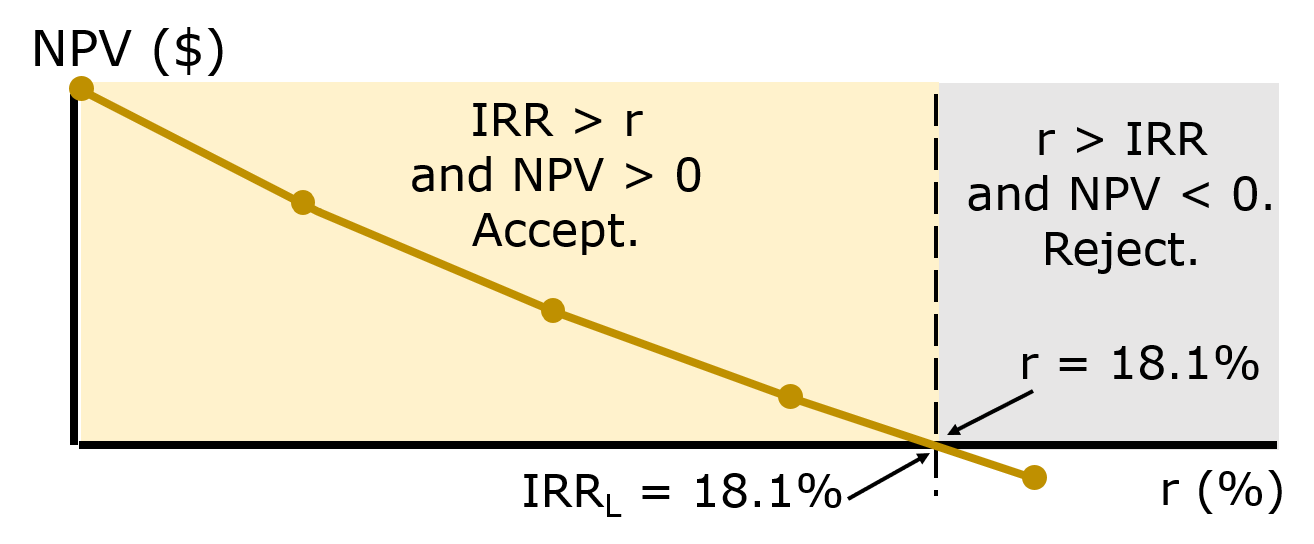 NPV ($)
IRR > r
and NPV > 0
Accept.
r > IRR
and NPV < 0.
Reject.
r = 18.1%
IRRL = 18.1%
r (%)